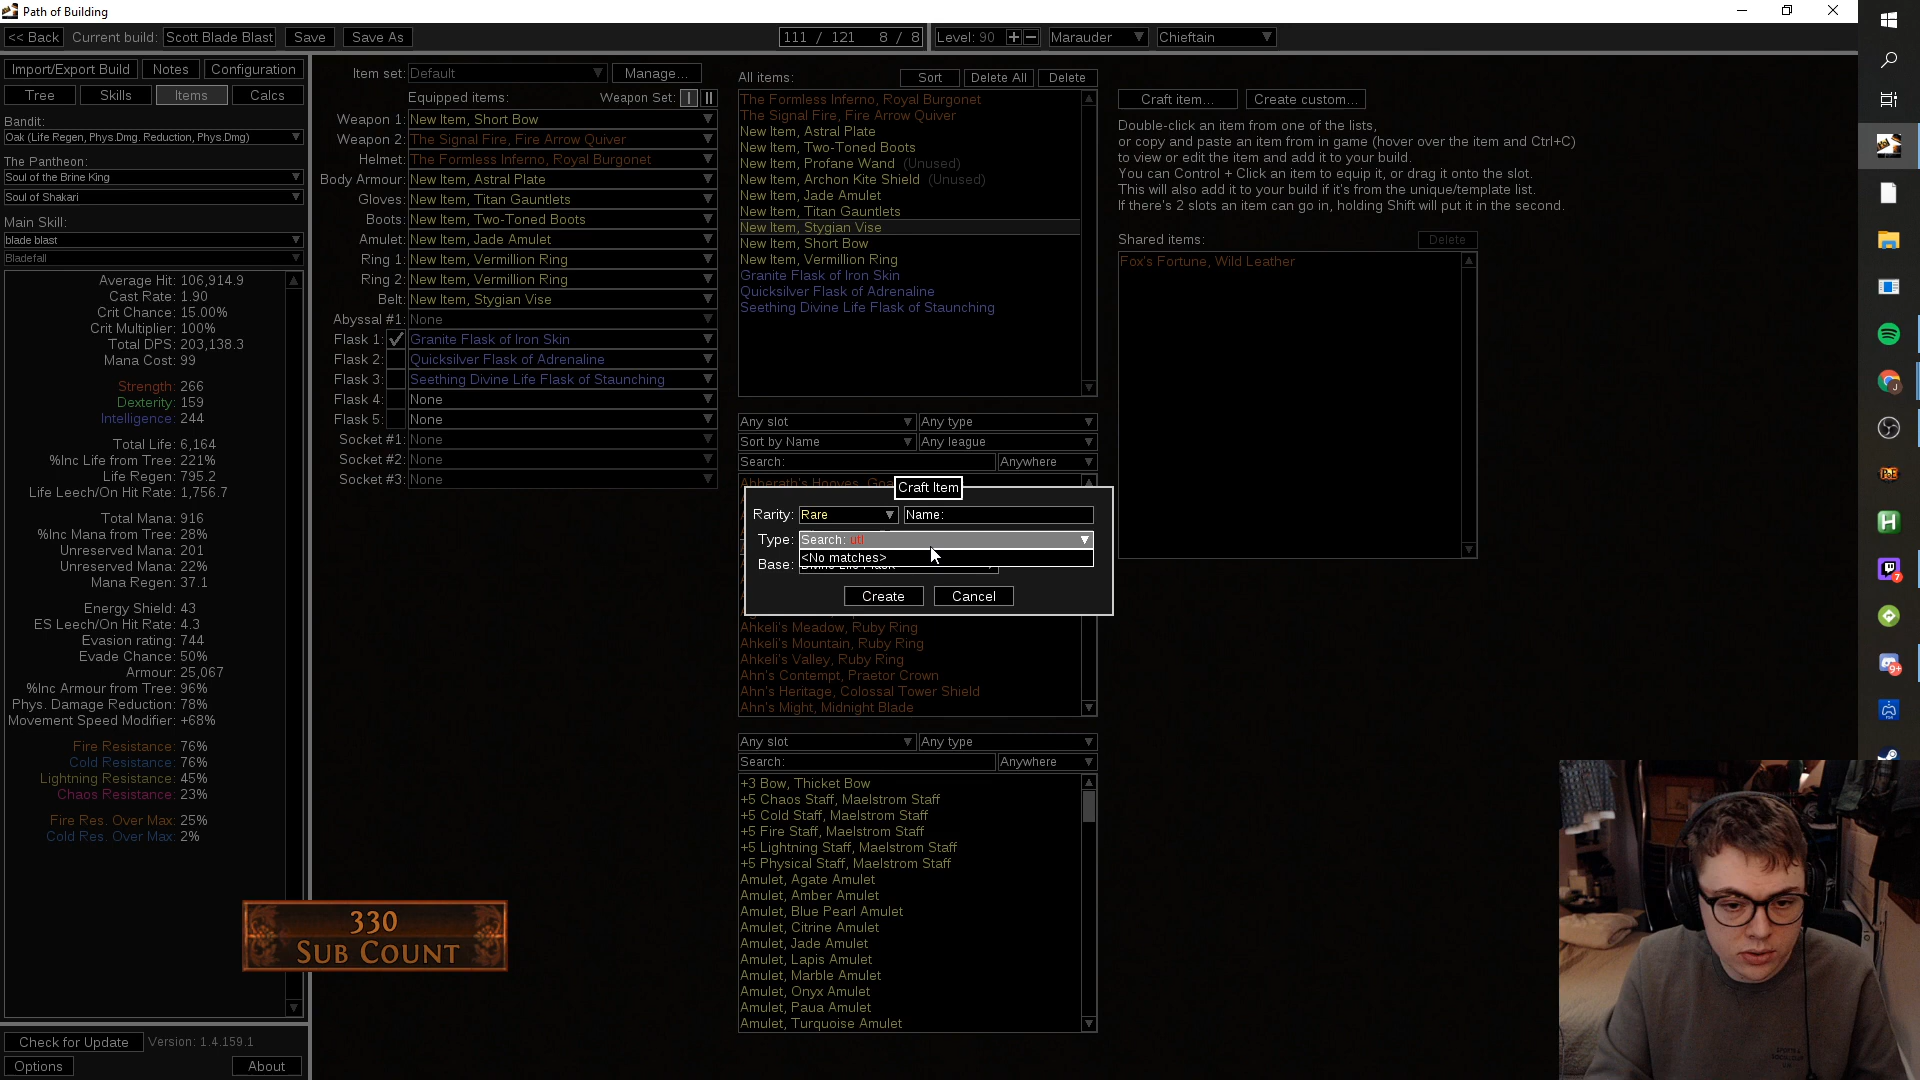 Path of Building
<< Back
Current build: Scott Blade Blast
Save
Save As
111 / 121   8 / 8
Level: 90
+
Marauder
Chieftain
Import/Export Build
Notes
Configuration
Tree
Skills
Items
Calcs
Bandit:
Oak (Life Regen, Phys.Dmg. Reduction, Phys.Dmg)
The Pantheon:
Soul of the Brine King
Soul of Shakari
Main Skill:
blade blast
Bladefall
Average Hit: 106,914.9
Cast Rate: 1.90
Crit Chance: 15.00%
Crit Multiplier: 100%
Total DPS: 203,138.3
Mana Cost: 99
Strength: 266
Dexterity: 159
Intelligence: 244
Total Life: 6,164
%Inc Life from Tree: 221%
Life Regen: 795.2
Life Leech/On Hit Rate: 1,756.7
Total Mana: 916
%Inc Mana from Tree: 28%
Unreserved Mana: 201
Unreserved Mana: 22%
Mana Regen: 37.1
Energy Shield: 43
ES Leech/On Hit Rate: 4.3
Evasion rating: 744
Evade Chance: 50%
Armour: 25,067
%Inc Armour from Tree: 96%
Phys. Damage Reduction: 78%
Movement Speed Modifier: +68%
Fire Resistance: 76%
Cold Resistance: 76%
Lightning Resistance: 45%
Chaos Resistance: 23%
Fire Res. Over Max: 25%
Cold Res. Over Max: 2%
330
Sub Count
Check for Update
Version: 1.4.159.1
Options
About
Item set: Default
Manage...
Equipped items:
Weapon Set: I II
Weapon 1: New Item, Short Bow
Weapon 2: The Signal Fire, Fire Arrow Quiver
Helmet: The Formless Inferno, Royal Burgonet
Body Armour: New Item, Astral Plate
Gloves: New Item, Titan Gauntlets
Boots: New Item, Two-Toned Boots
Amulet: New Item, Jade Amulet
Ring 1: New Item, Vermillion Ring
Ring 2: New Item, Vermillion Ring
Belt: New Item, Stygian Vise
Abyssal #1: None
Flask 1: Granite Flask of Iron Skin
Flask 2: Quicksilver Flask of Adrenaline
Flask 3: Seething Divine Life Flask of Staunching
Flask 4: None
Flask 5: None
Socket #1: None
Socket #2: None
Socket #3: None
All items:
Sort
Delete All
Delete
The Formless Inferno, Royal Burgonet
The Signal Fire, Fire Arrow Quiver
New Item, Astral Plate
New Item, Two-Toned Boots
New Item, Profane Wand (Unused)
New Item, Archon Kite Shield (Unused)
New Item, Jade Amulet
New Item, Titan Gauntlets
New Item, Stygian Vise
New Item, Short Bow
New Item, Vermillion Ring
Granite Flask of Iron Skin
Quicksilver Flask of Adrenaline
Seething Divine Life Flask of Staunching
Any slot
Any type
Sort by Name
Any league
Search:
Anywhere
Craft Item
Rarity: Rare
Name:
Type: Search: utl
<No matches>
Base:
Create
Cancel
Ahkeli's Meadow, Ruby Ring
Ahkeli's Mountain, Ruby Ring
Ahkeli's Valley, Ruby Ring
Ahn's Contempt, Praetor Crown
Ahn's Heritage, Colossal Tower Shield
Ahn's Might, Midnight Blade
Any slot
Any type
Search:
Anywhere
+3 Bow, Thicket Bow
+5 Chaos Staff, Maelstrom Staff
+5 Cold Staff, Maelstrom Staff
+5 Fire Staff, Maelstrom Staff
+5 Lightning Staff, Maelstrom Staff
+5 Physical Staff, Maelstrom Staff
Amulet, Agate Amulet
Amulet, Amber Amulet
Amulet, Blue Pearl Amulet
Amulet, Citrine Amulet
Amulet, Jade Amulet
Amulet, Lapis Amulet
Amulet, Marble Amulet
Amulet, Onyx Amulet
Amulet, Paua Amulet
Amulet, Turquoise Amulet
Craft item...
Create custom...
Double-click an item from one of the lists,
or copy and paste an item from in game (hover over the item and Ctrl+C)
to view or edit the item and add it to your build.
You can Control + Click an item to equip it, or drag it onto the slot.
This will also add it to your build if it's from the unique/template list.
If there's 2 slots an item can go in, holding Shift will put it in the second.
Shared items:
Delete
Fox's Fortune, Wild Leather